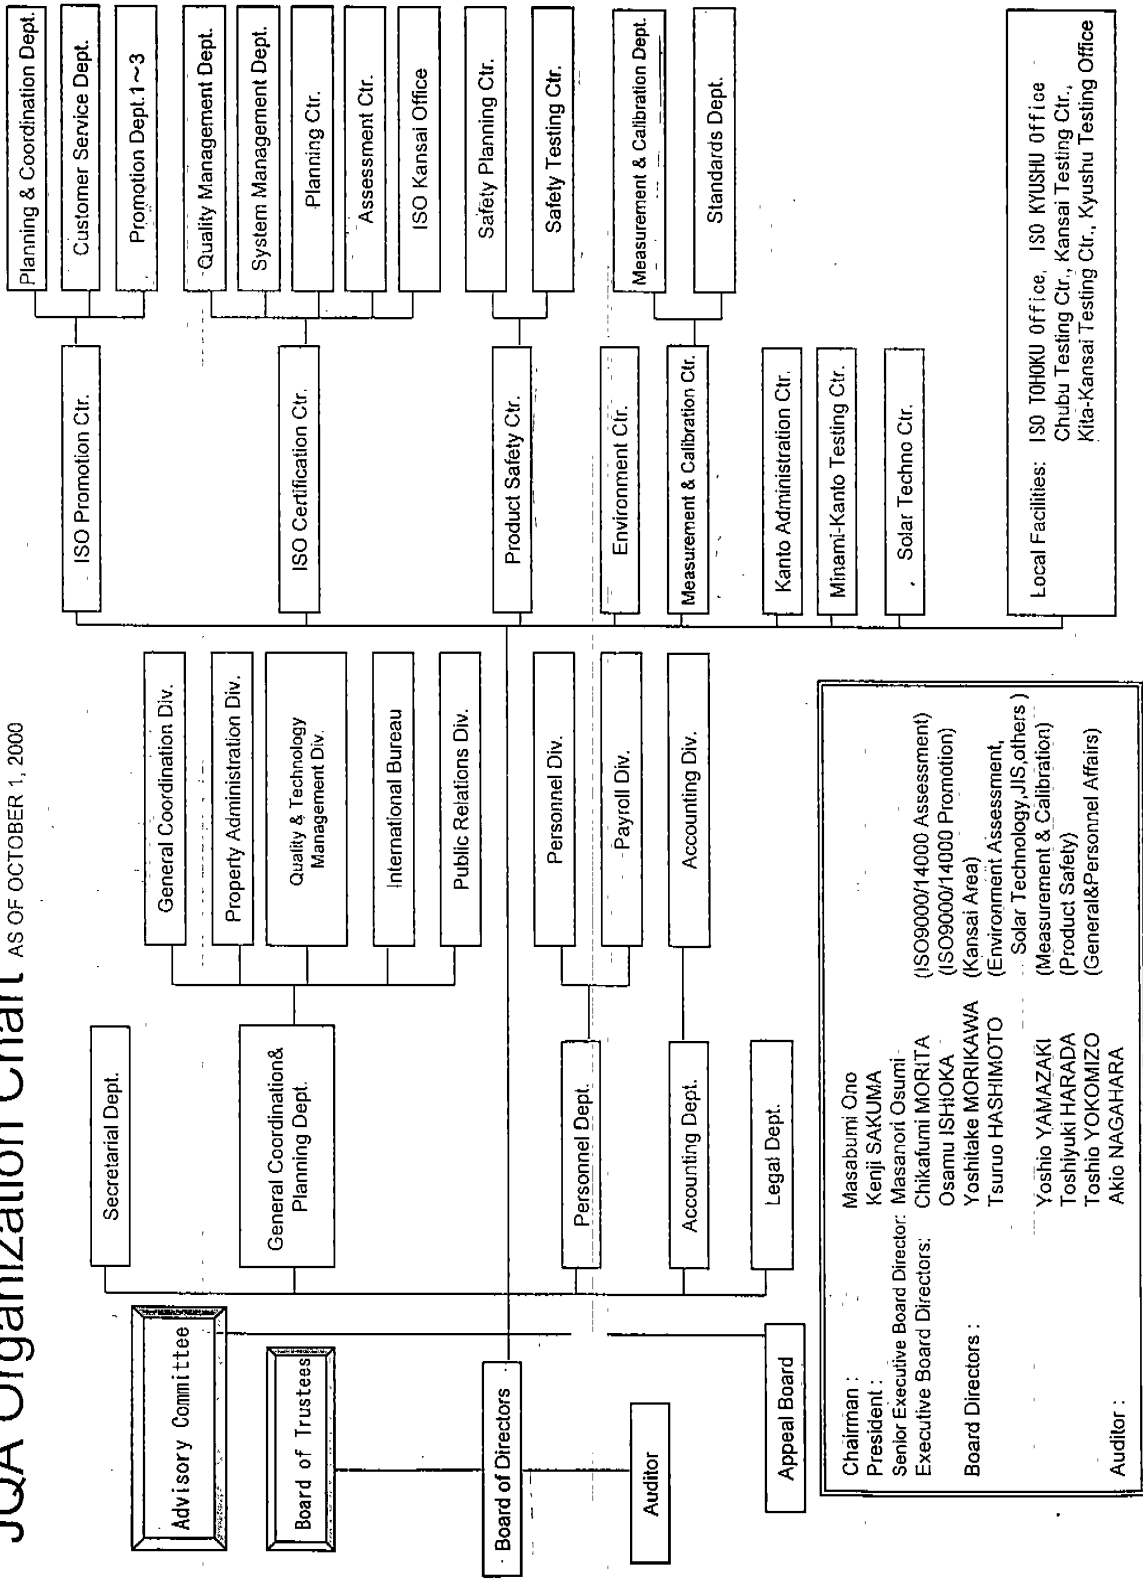 JQA Organization Chart AS OF OCTOBER 1, 2000
Advisory Committee
Board of Trustees
Board of Directors
Auditor
Appeal Board
Secretarial Dept.
General Coordination&
Planning Dept.
Personnel Dept.
Accounting Dept.
Legal Dept.
General Coordination Div.
Property Administration Div.
Quality & Technology
Management Div.
International Bureau
Public Relations Div.
Personnel Div.
Payroll Div.
Accounting Div.
ISO Promotion Ctr.
ISO Certification Ctr.
Product Safety Ctr.
Environment Ctr.
Measurement & Calibration Ctr.
Kanto Administration Ctr.
Minami-Kanto Testing Ctr.
Solar Techno Ctr.
Planning & Coordination Dept.
Customer Service Dept.
Promotion Dept.1~3
Quality Management Dept.
System Management Dept.
Planning Ctr.
Assessment Ctr.
ISO Kansai Office
Safety Planning Ctr.
Safety Testing Ctr.
Measurement & Calibration Dept.
Standards Dept.
Local Facilities: ISO TOHOKU Office, ISO KYUSHU Office
Chubu Testing Ctr., Kansai Testing Ctr.,
Kita-Kansai Testing Ctr., Kyushu Testing Office
Chairman : Masabumi Ono
President : Kenji SAKUMA
Senior Executive Board Director: Masanori Osumi
Executive Board Directors: Chikafumi MORITA (ISO9000/14000 Assessment)
Osamu ISHIOKA (ISO9000/14000 Promotion)
Board Directors : Yoshitake MORIKAWA (Kansai Area)
Tsuruo HASHIMOTO (Environment Assessment,
Solar Technology,JIS,others )
Yoshio YAMAZAKI (Measurement & Calibration)
Toshiyuki HARADA (Product Safety)
Toshio YOKOMIZO (General&Personnel Affairs)
Auditor : Akio NAGAHARA